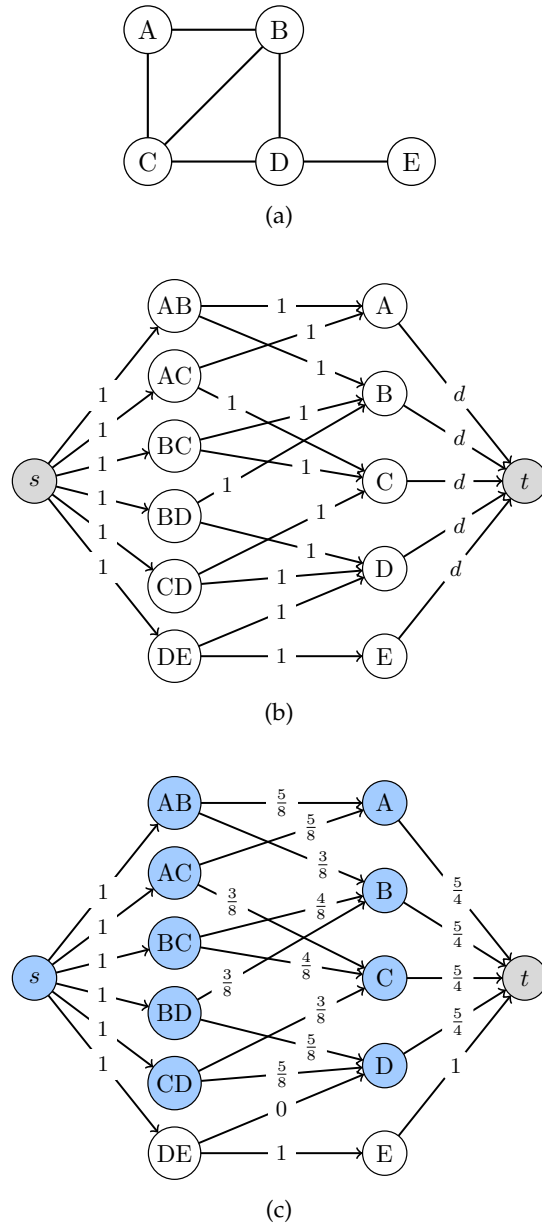 A B
C D E
(a)
AB 1 A
1
AC 1
1 d
1 B
1 1 d
BC 1
1 1
s 1 C d t
1
1 BD 1 d
1 1 D
1 CD 1 d
1
DE 1 E
(b)
AB 5/8 A
5/8
AC 3/8
1 5/4
3/8 B
1 4/8 5/4
BC
1 4/8
s 3/8 C 5/4 t
1
1 BD 3/8 5/4
5/8 D
1 CD 5/8 1
0
DE 1 E
(c)